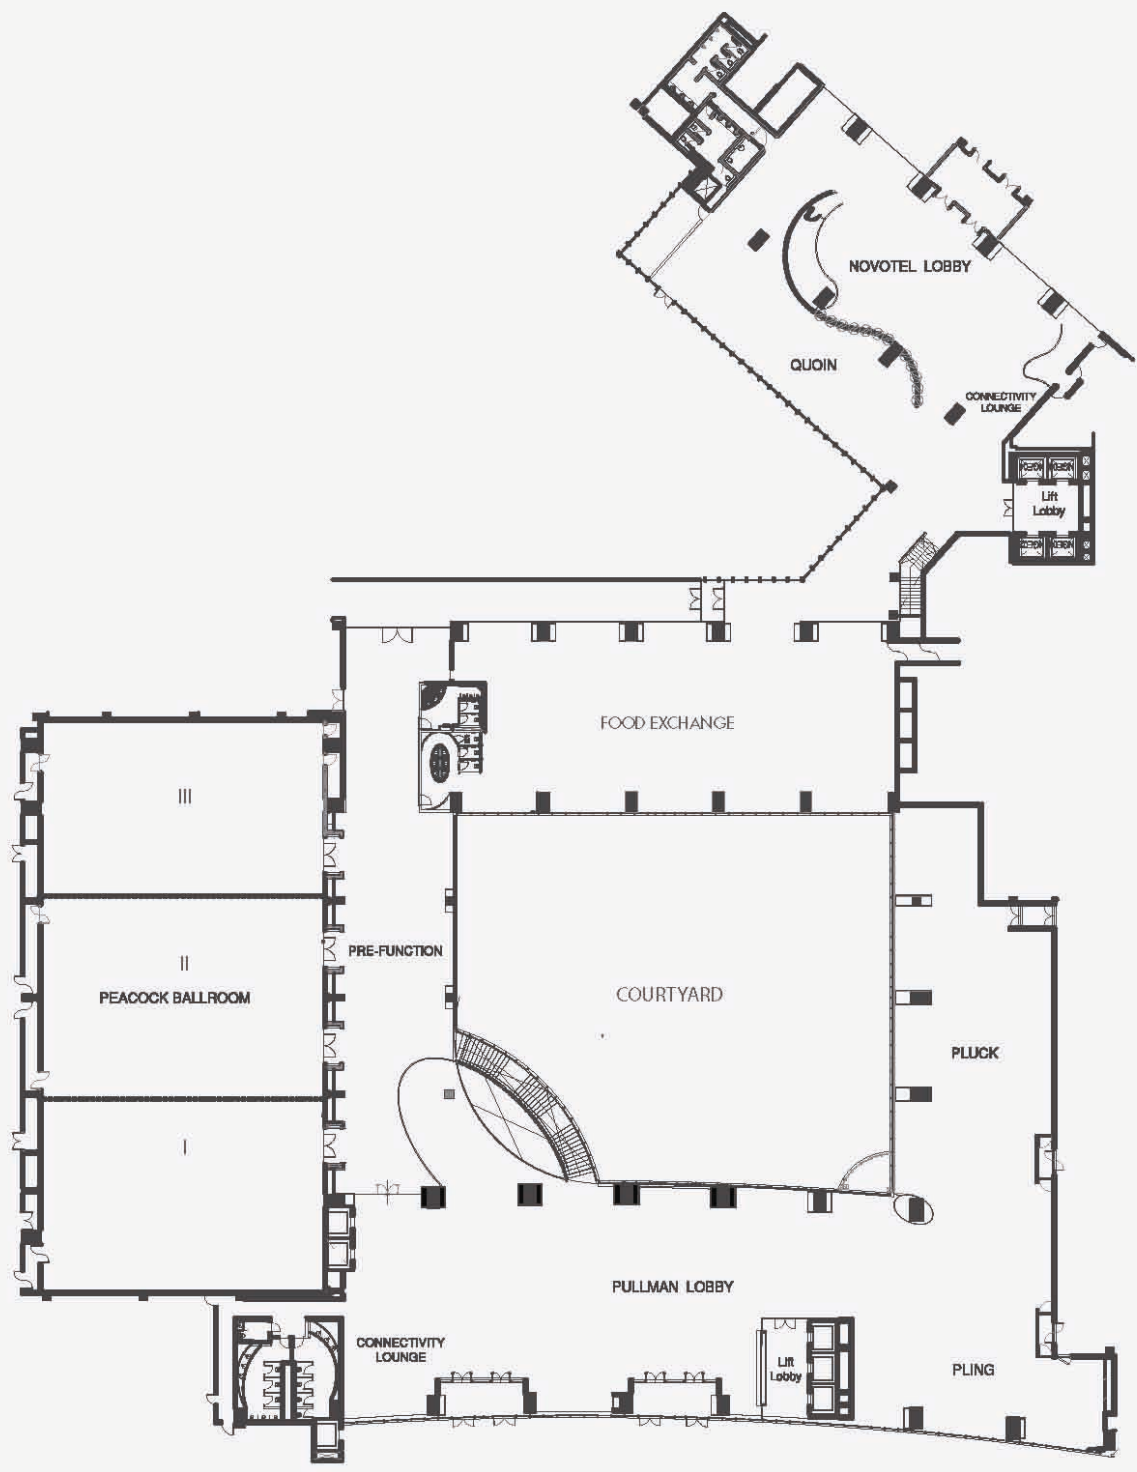 NOVOTEL LOBBY
QUOIN
CONNECTIVITY
LOUNGE
Lift
Lobby
FOOD EXCHANGE
III
PRE-FUNCTION
II
PEACOCK BALLROOM
COURTYARD
PLUCK
I
PULLMAN LOBBY
CONNECTIVITY
LOUNGE
Lift
Lobby
PLING